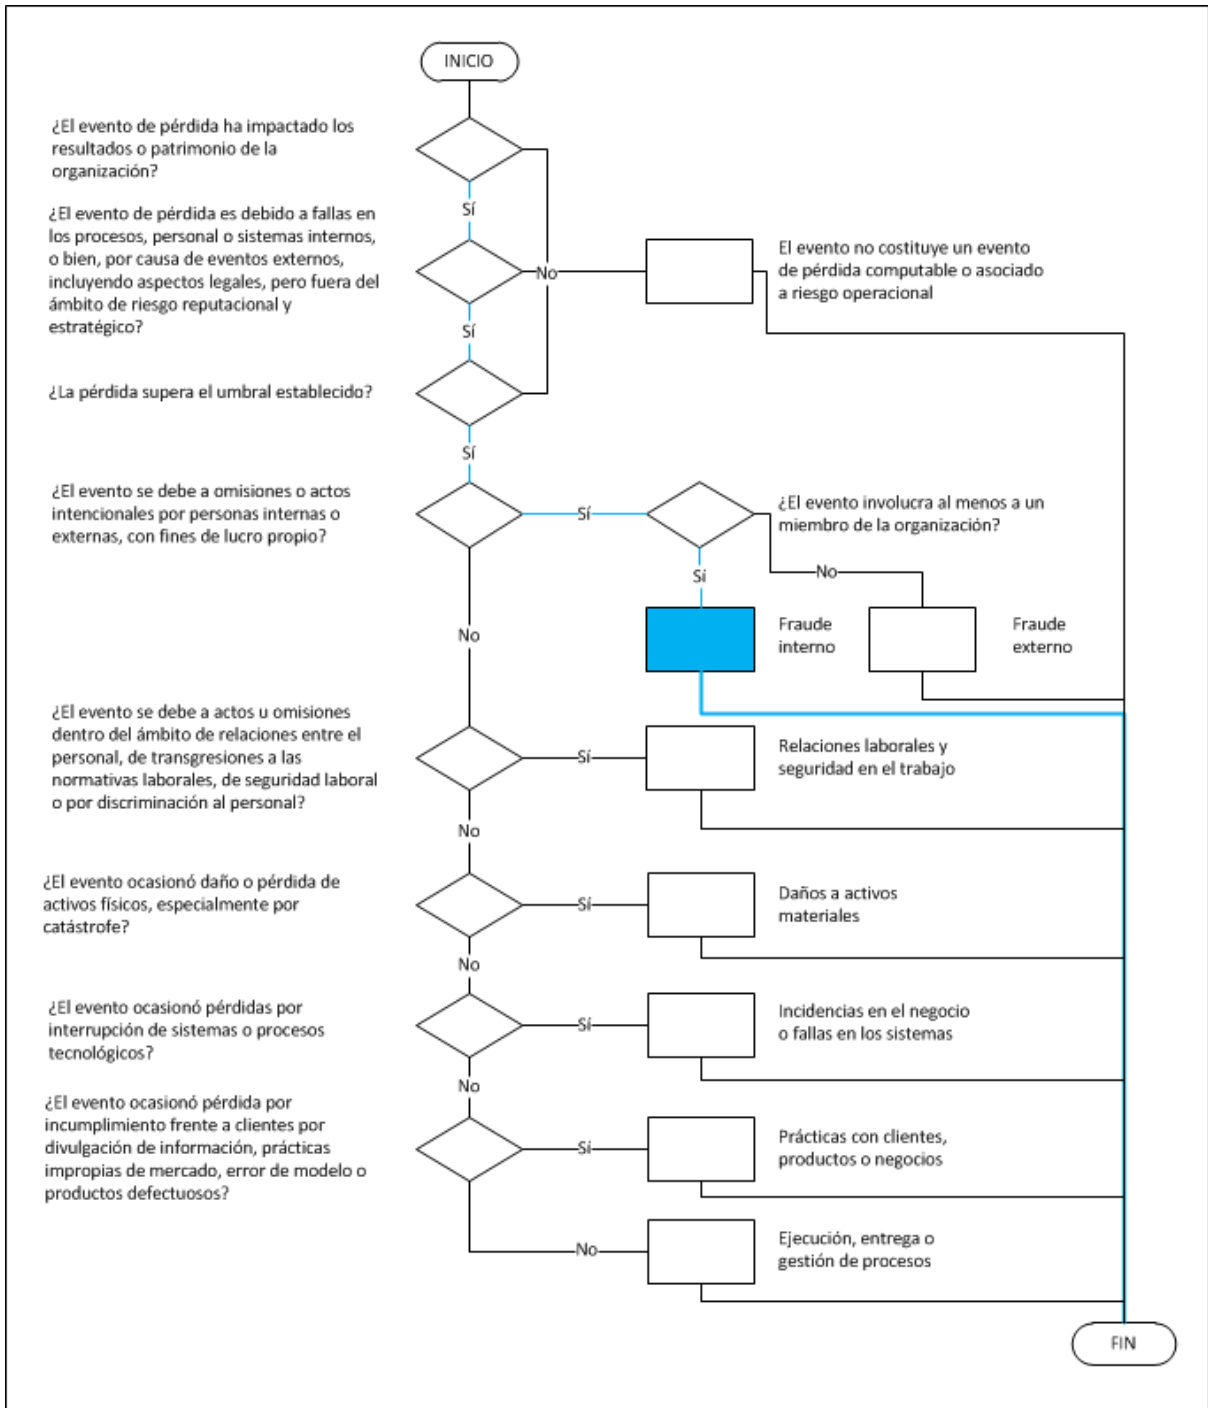 INICIO
¿El evento de pérdida ha impactado los
resultados o patrimonio de la
organización?
Sí
¿El evento de pérdida es debido a fallas en
los procesos, personal o sistemas internos,
o bien, por causa de eventos externos,
incluyendo aspectos legales, pero fuera del
ámbito de riesgo reputacional y
estratégico?
No
El evento no costituye un evento
de pérdida computable o asociado
a riesgo operacional
Sí
¿La pérdida supera el umbral establecido?
Sí
¿El evento se debe a omisiones o actos
intencionales por personas internas o
externas, con fines de lucro propio?
Sí
¿El evento involucra al menos a un
miembro de la organización?
Si
No
Fraude
interno
Fraude
externo
No
¿El evento se debe a actos u omisiones
dentro del ámbito de relaciones entre el
personal, de transgresiones a las
normativas laborales, de seguridad laboral
o por discriminación al personal?
Sí
Relaciones laborales y
seguridad en el trabajo
No
¿El evento ocasionó daño o pérdida de
activos físicos, especialmente por
catástrofe?
Sí
Daños a activos
materiales
No
¿El evento ocasionó pérdidas por
interrupción de sistemas o procesos
tecnológicos?
Sí
Incidencias en el negocio
o fallas en los sistemas
No
¿El evento ocasionó pérdida por
incumplimiento frente a clientes por
divulgación de información, prácticas
impropias de mercado, error de modelo o
productos defectuosos?
Sí
Prácticas con clientes,
productos o negocios
No
Ejecución, entrega o
gestión de procesos
FIN